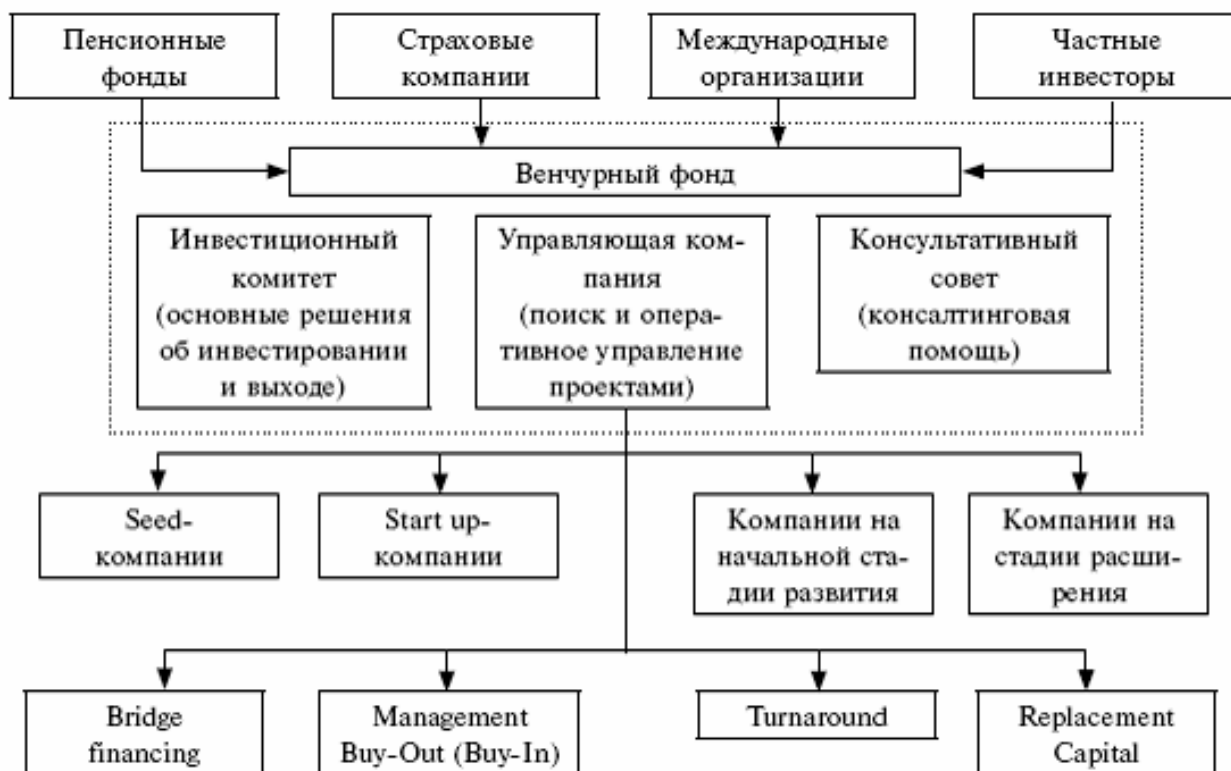 Пенсионные
фонды
Страховые
компании
Международные
организации
Частные
инвесторы
Венчурный фонд
Инвестиционный
комитет
(основные решения
об инвестировании
и выходе)
Управляющая ком-
пания
(поиск и опера-
тивное управление
проектами)
Консультативный
совет
(консалтинговая
помощь)
Seed-
компании
Start up-
компании
Компании на
начальной ста-
дии развития
Компании на
стадии расши-
рения
Bridge
financing
Management
Buy-Out (Buy-In)
Turnaround
Replacement
Capital